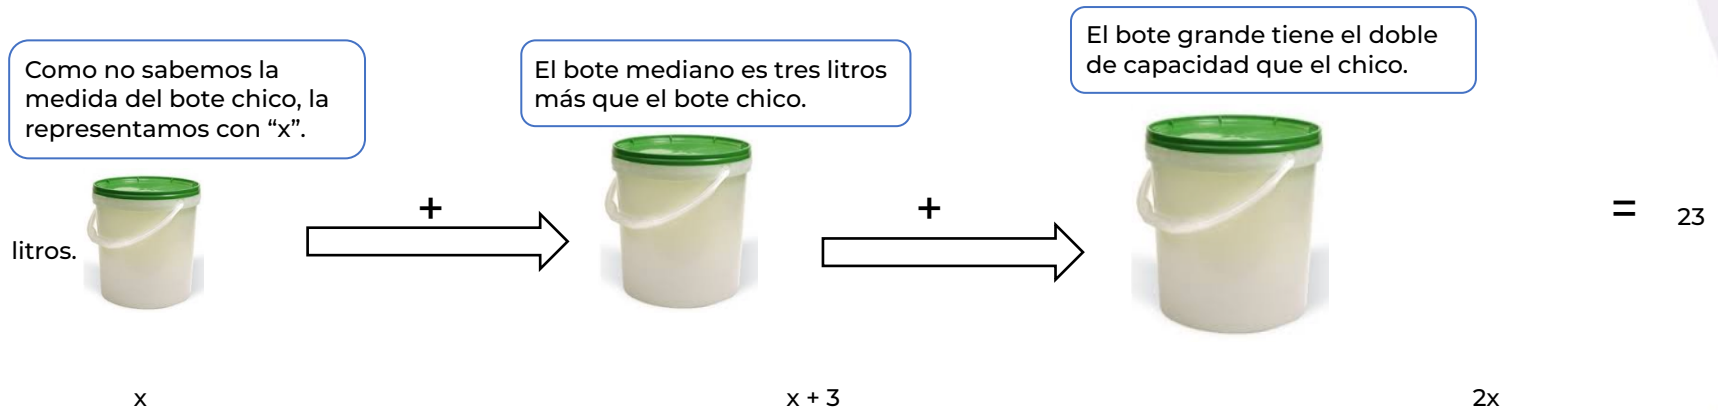 Como no sabemos la
medida del bote chico, la
representamos con “x”.
El bote mediano es tres litros
más que el bote chico.
El bote grande tiene el doble
de capacidad que el chico.
+
+
= 23
litros.
x
x + 3
2x